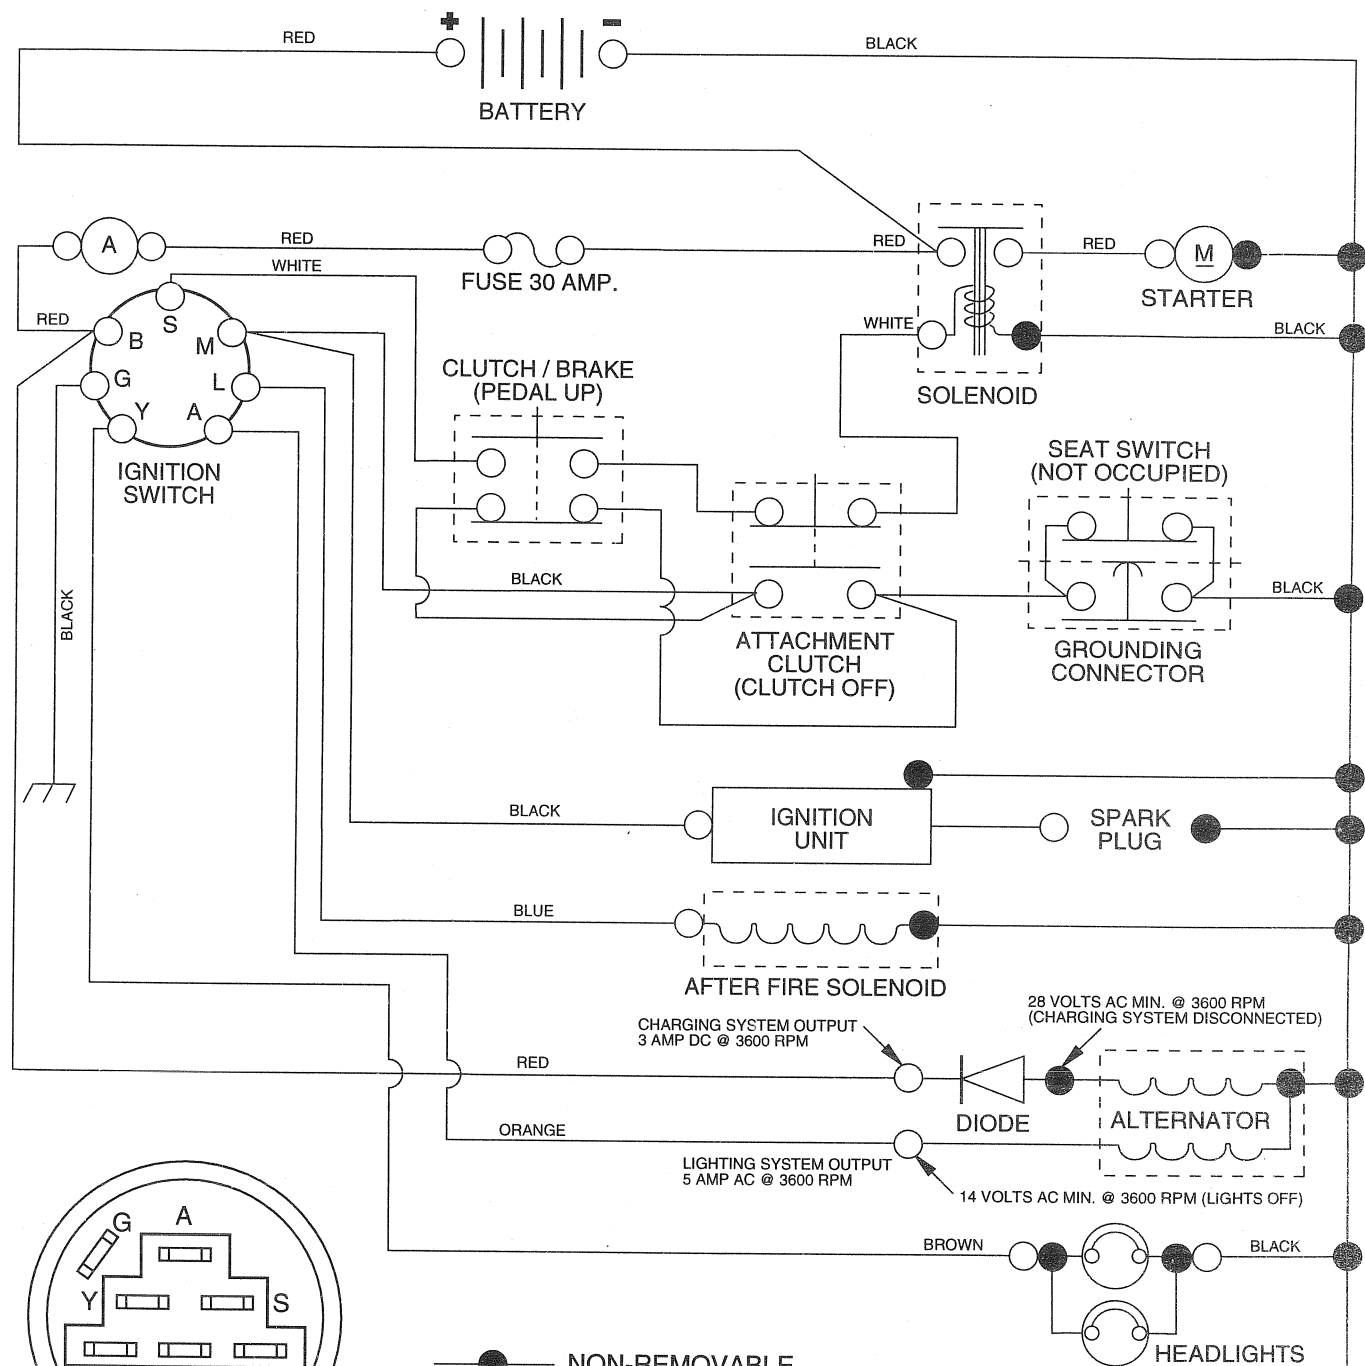 + −
RED
BLACK
BATTERY
A
RED
RED
RED
M
FUSE 30 AMP.
WHITE
STARTER
RED
S
B
M
G
L
Y
A
IGNITION
SWITCH
WHITE
BLACK
SOLENOID
CLUTCH / BRAKE
(PEDAL UP)
SEAT SWITCH
(NOT OCCUPIED)
BLACK
BLACK
BLACK
ATTACHMENT
CLUTCH
(CLUTCH OFF)
GROUNDING
CONNECTOR
BLACK
IGNITION
UNIT
SPARK
PLUG
BLUE
AFTER FIRE SOLENOID
CHARGING SYSTEM OUTPUT
3 AMP DC @ 3600 RPM
28 VOLTS AC MIN. @ 3600 RPM
(CHARGING SYSTEM DISCONNECTED)
RED
DIODE
ALTERNATOR
ORANGE
LIGHTING SYSTEM OUTPUT
5 AMP AC @ 3600 RPM
14 VOLTS AC MIN. @ 3600 RPM (LIGHTS OFF)
G
A
Y
S
BROWN
BLACK
HEADLIGHTS
NON-REMOVABLE